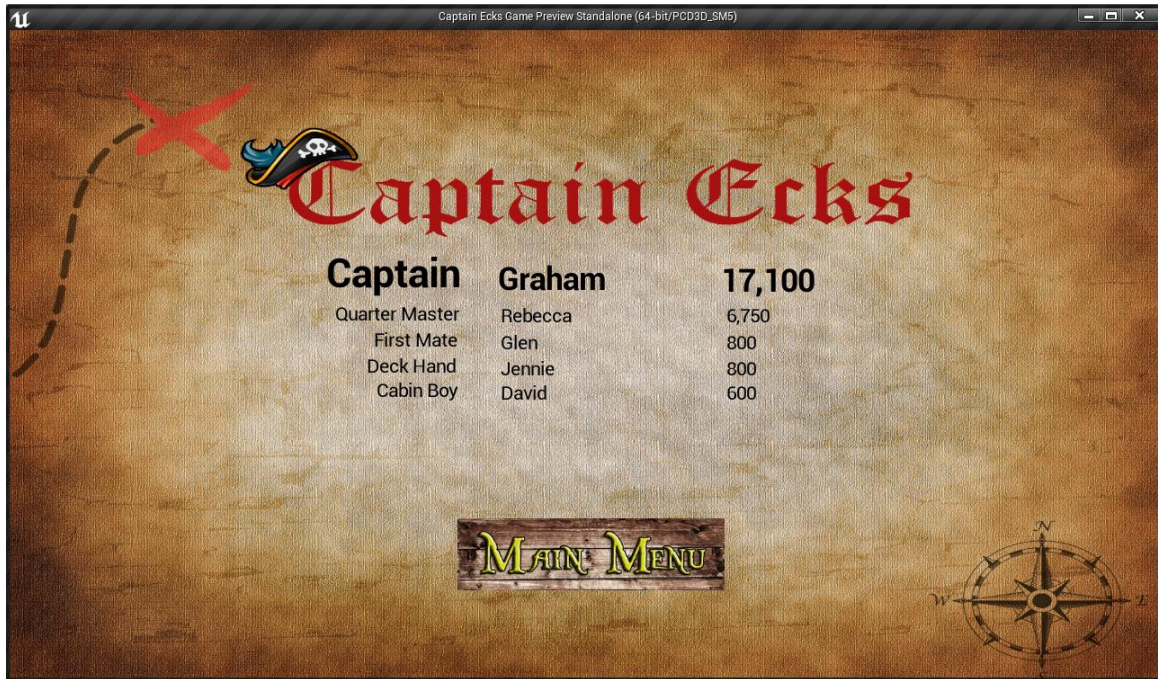 Captain Ecks Game Preview Standalone (64-bit/PCD3D_SM5)
Captain Ecks
Captain Graham 17,100
Quarter Master Rebecca 6,750
First Mate Glen 800
Deck Hand Jennie 800
Cabin Boy David 600
Main Menu
N
W E